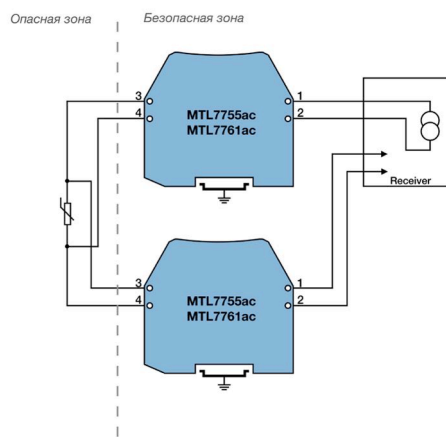 Опасная зона
Безопасная зона
3
4
MTL7755ac
MTL7761ac
1
2
Receiver
3
4
MTL7755ac
MTL7761ac
1
2